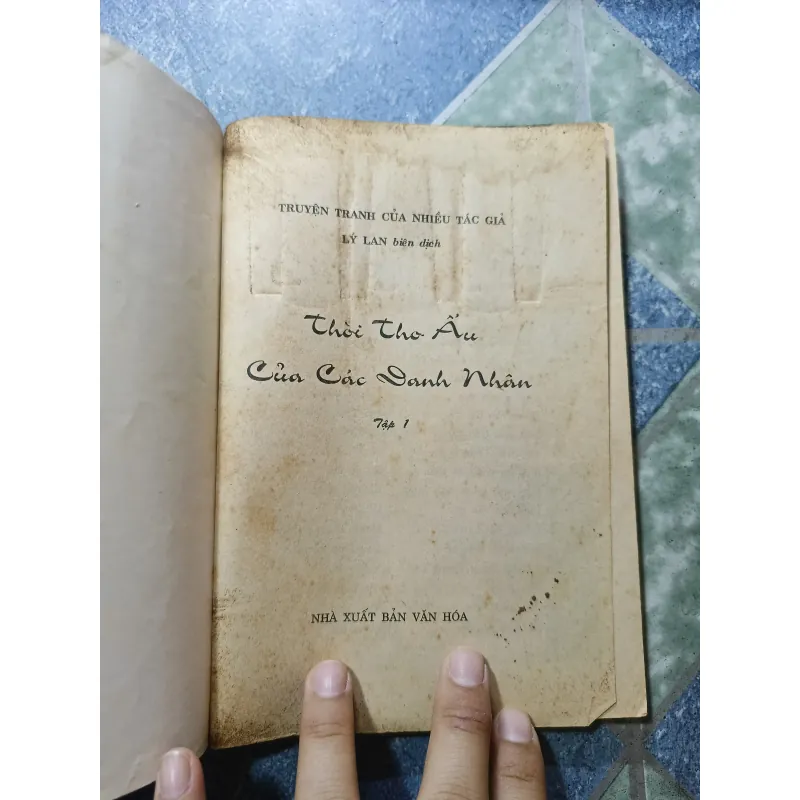 TRUYỆN TRANH CỦA NHIỀU TÁC GIẢ
LÝ LAN biên dịch
Thời Thơ Ấu
Của Các Danh Nhân
Tập 1
NHÀ XUẤT BẢN VĂN HÓA